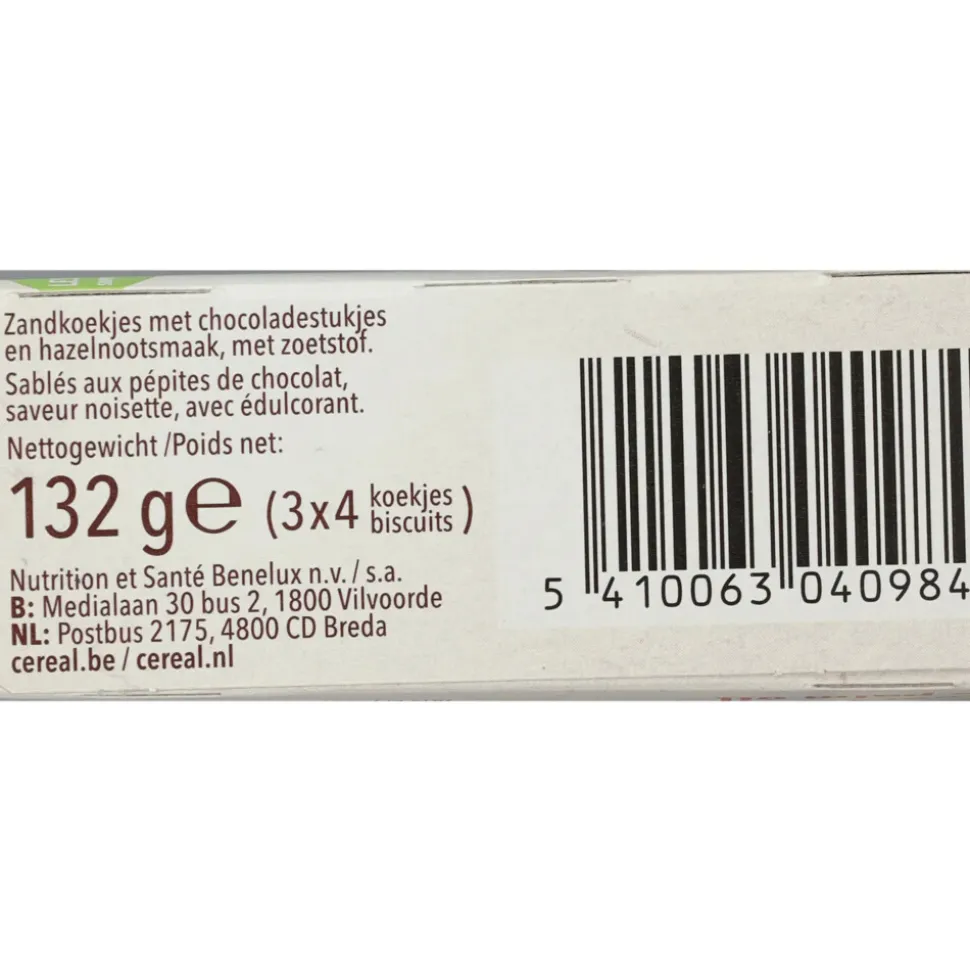 Zandkoekjes met chocoladestukjes
en hazelnootsmaak, met zoetstof.
Sablés aux pépites de chocolat,
saveur noisette, avec édulcorant.
Nettogewicht /Poids net:
132 g e (3x4 koekjes
biscuits )
Nutrition et Santé Benelux n.v. / s.a.
B: Medialaan 30 bus 2, 1800 Vilvoorde
NL: Postbus 2175, 4800 CD Breda
cereal.be / cereal.nl
5 410063 040984